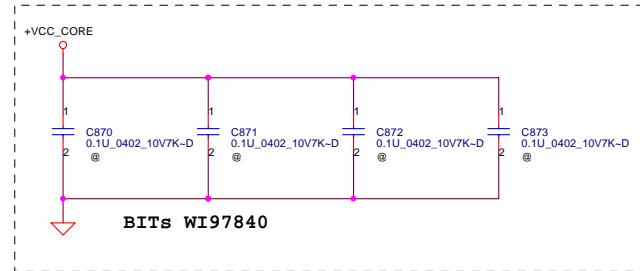 +VCC_CORE
1
1
1
1
C870
C871
C872
C873
0.1U_0402_10V7K~D
0.1U_0402_10V7K~D
0.1U_0402_10V7K~D
0.1U_0402_10V7K~D
2
2
2
2
@
@
@
@
BITs WI97840